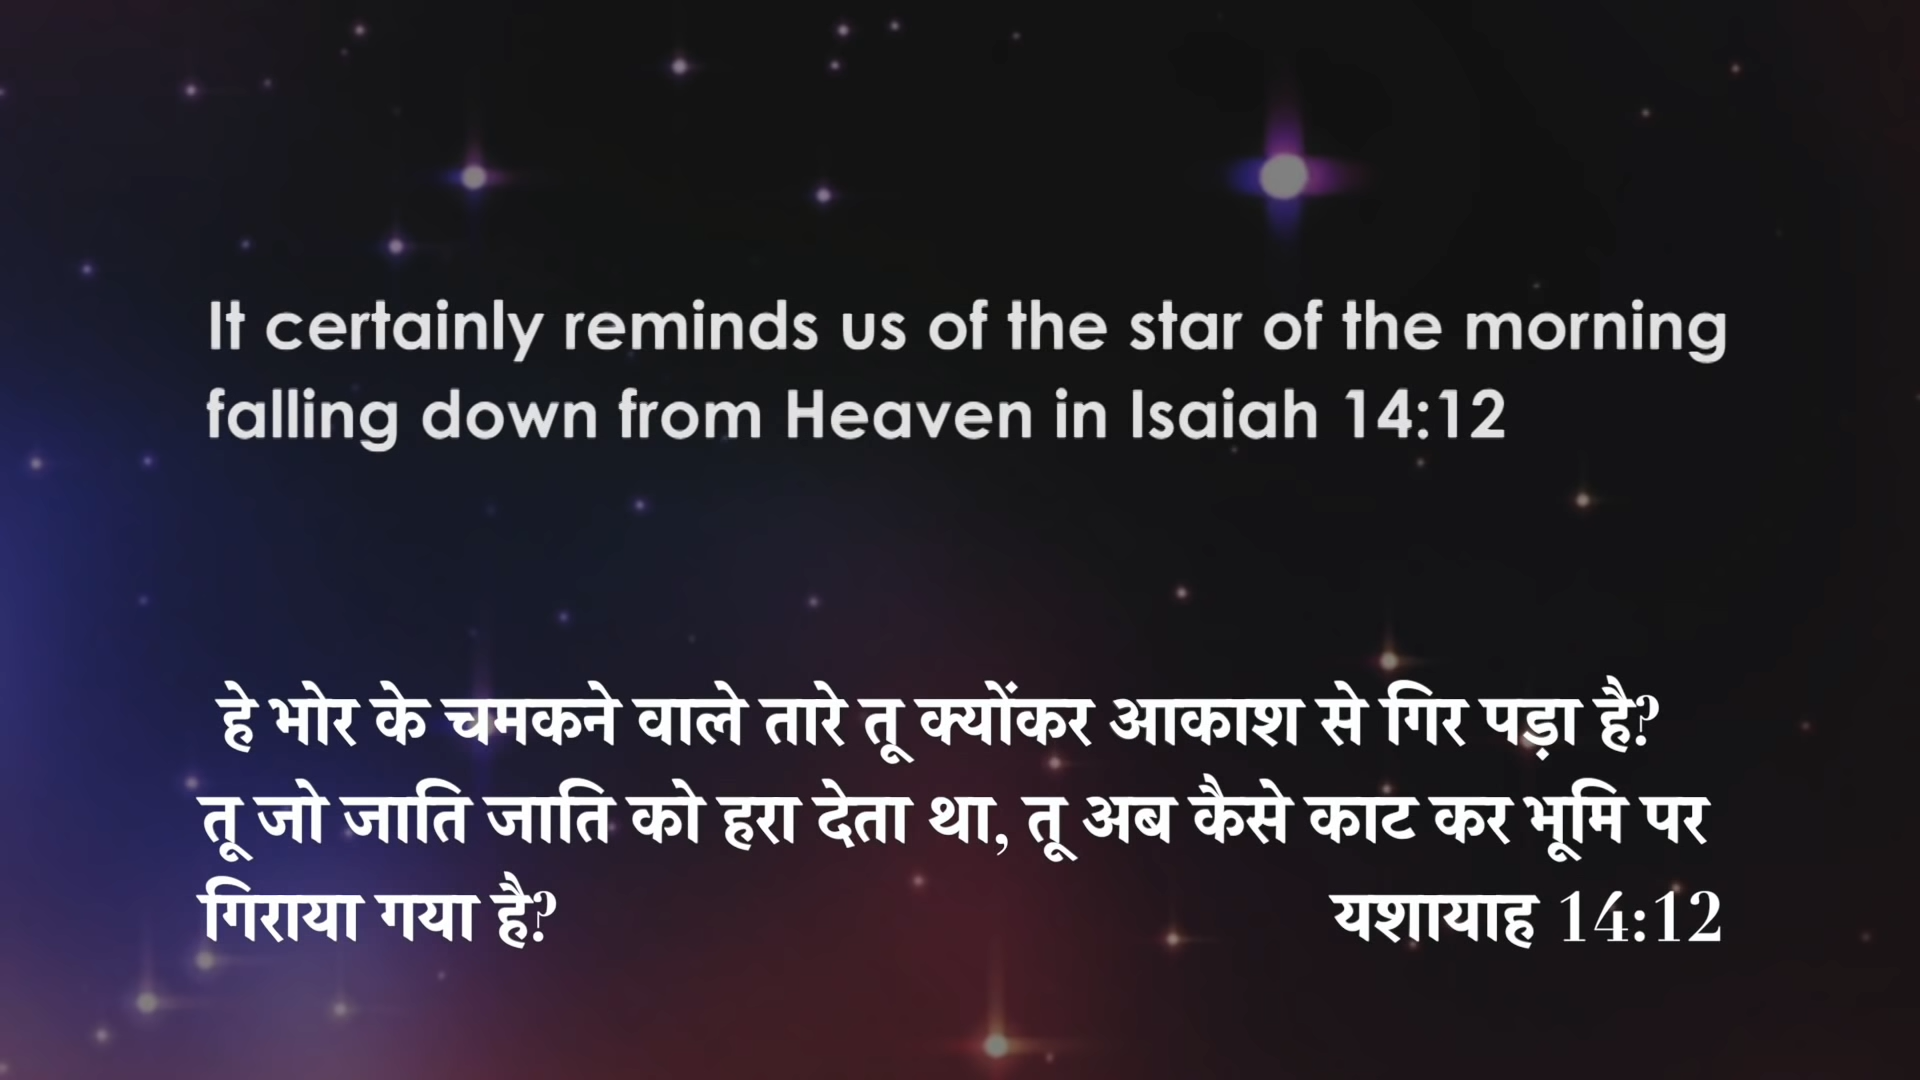 It certainly reminds us of the star of the morning
falling down from Heaven in Isaiah 14:12
हे भोर के चमकने वाले तारे तू क्योंकर आकाश से गिर पड़ा है?
तू जो जाति जाति को हरा देता था, तू अब कैसे काट कर भूमि पर
गिराया गया है? यशायाह 14:12